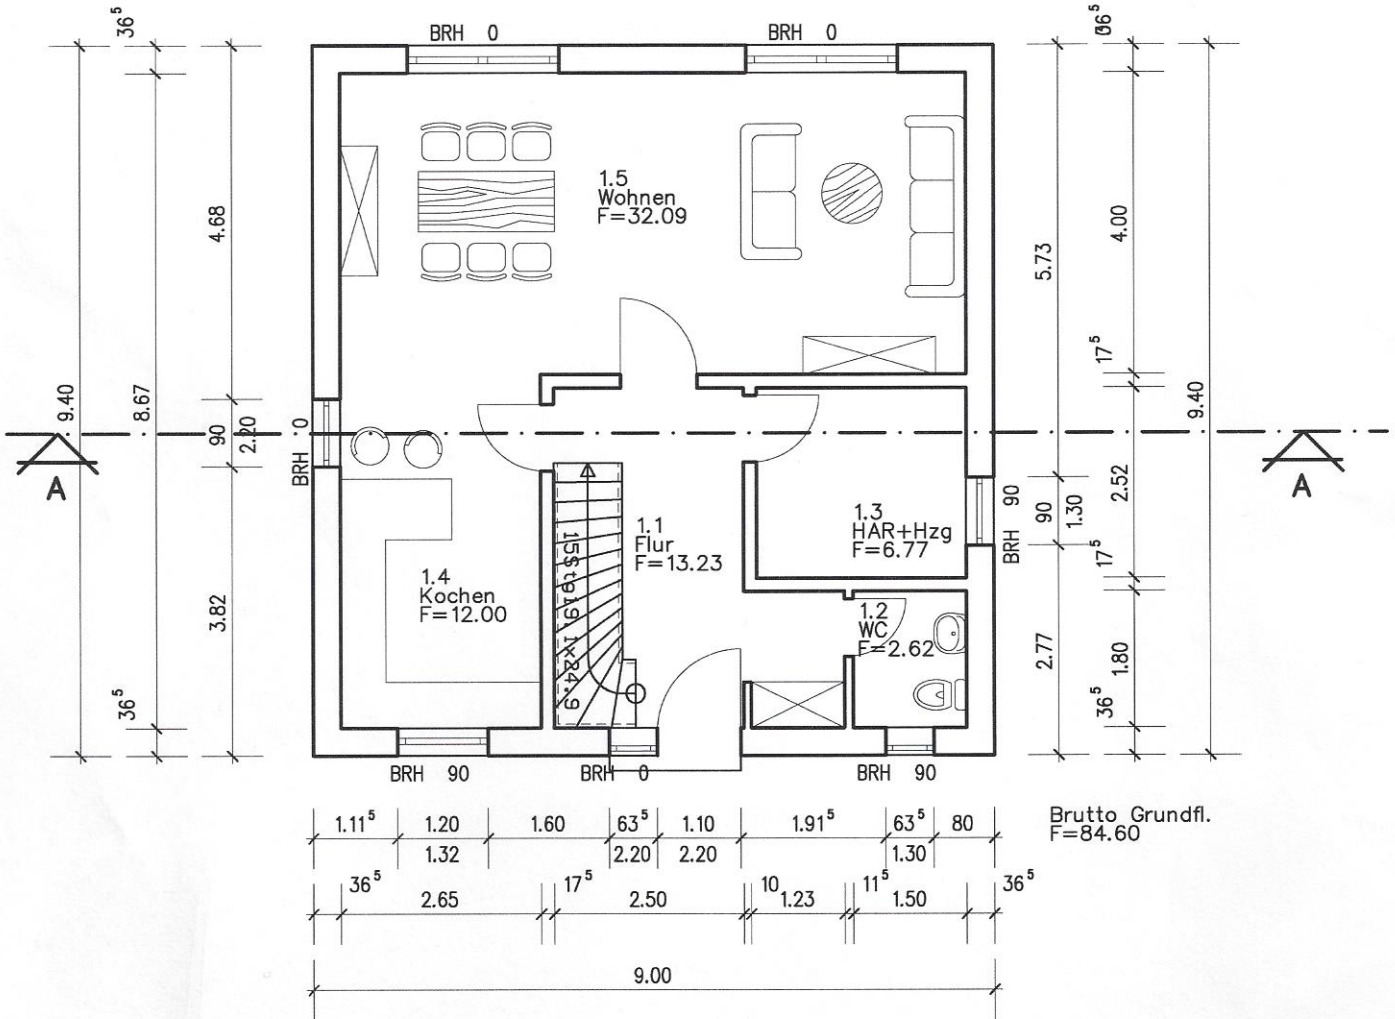 36⁵
BRH 0
BRH 0
36⁵
1.5
Wohnen
F=32.09
4.68
4.00
5.73
17⁵
9.40
8.67
90
2.20
BRH 0
9.40
A
A
2.52
90
1.30
BRH 90
1.1
Flur
F=13.23
1.3
HAR+Hzg
F=6.77
17⁵
15Stg19.1x24.9
1.4
Kochen
F=12.00
3.82
1.2
WC
F=2.62
2.77
1.80
36⁵
36⁵
BRH 90
BRH 0
BRH 90
1.11⁵ 1.20 1.60 63⁵ 1.10 1.91⁵ 63⁵ 80
1.32 2.20 2.20 1.30
Brutto Grundfl.
F=84.60
36⁵ 2.65 17⁵ 2.50 10 1.23 11⁵ 1.50 36⁵
9.00